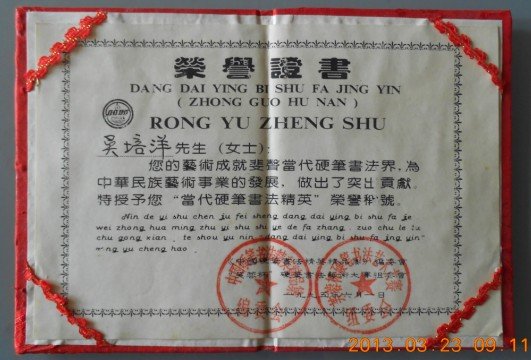 榮譽證書
DANG DAI YING BI SHU FA JING YIN
(ZHONG GUO HU NAN)
RONG YU ZHENG SHU
吴培洋先生(女士):
您的藝術成就斐聲當代硬筆書法界,為
中華民族藝術事業的發展,做出了突出貢獻。
特授予您“當代硬筆書法精英”榮譽稱號。
Nin de yi shu chen jiu fei sheng dang dai ying bi shu fa je
wei zhong hua ming zhu yi shu shi ye de fa zhang, zuo chu le tu
chu gong xian te shou yu nin dang dai ying bi shu fa jing yin
rong yu cheng hao
2013-03-23 09:11